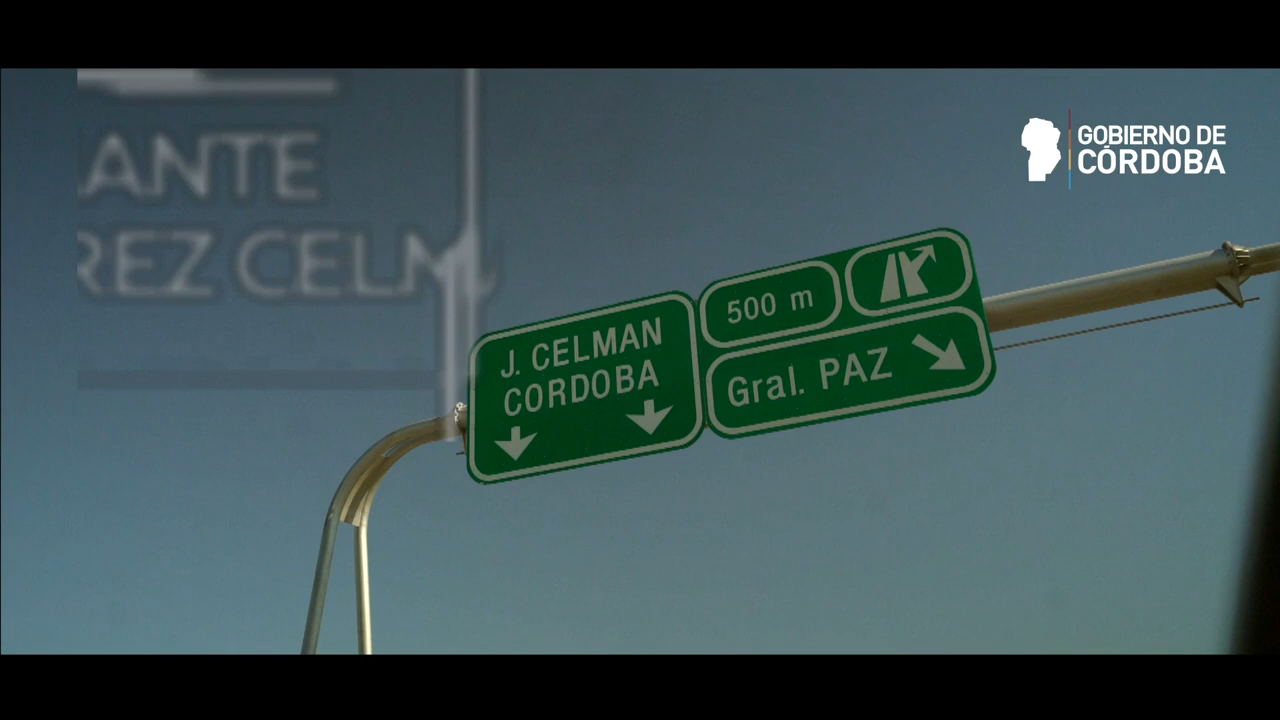 ANTE
REZ CELM
GOBIERNO DE
CÓRDOBA
J. CELMAN
CORDOBA
500 m
Gral. PAZ